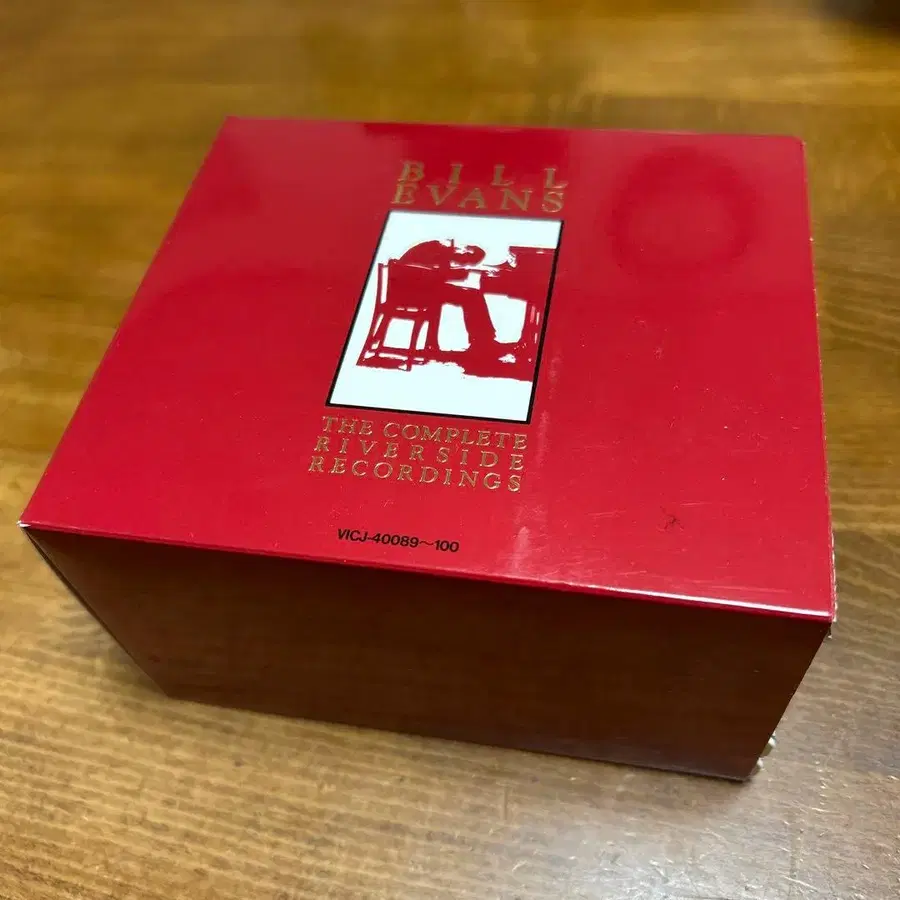 BILL
EVANS
THE COMPLETE
RIVERSIDE
RECORDINGS
VICJ-40089~100